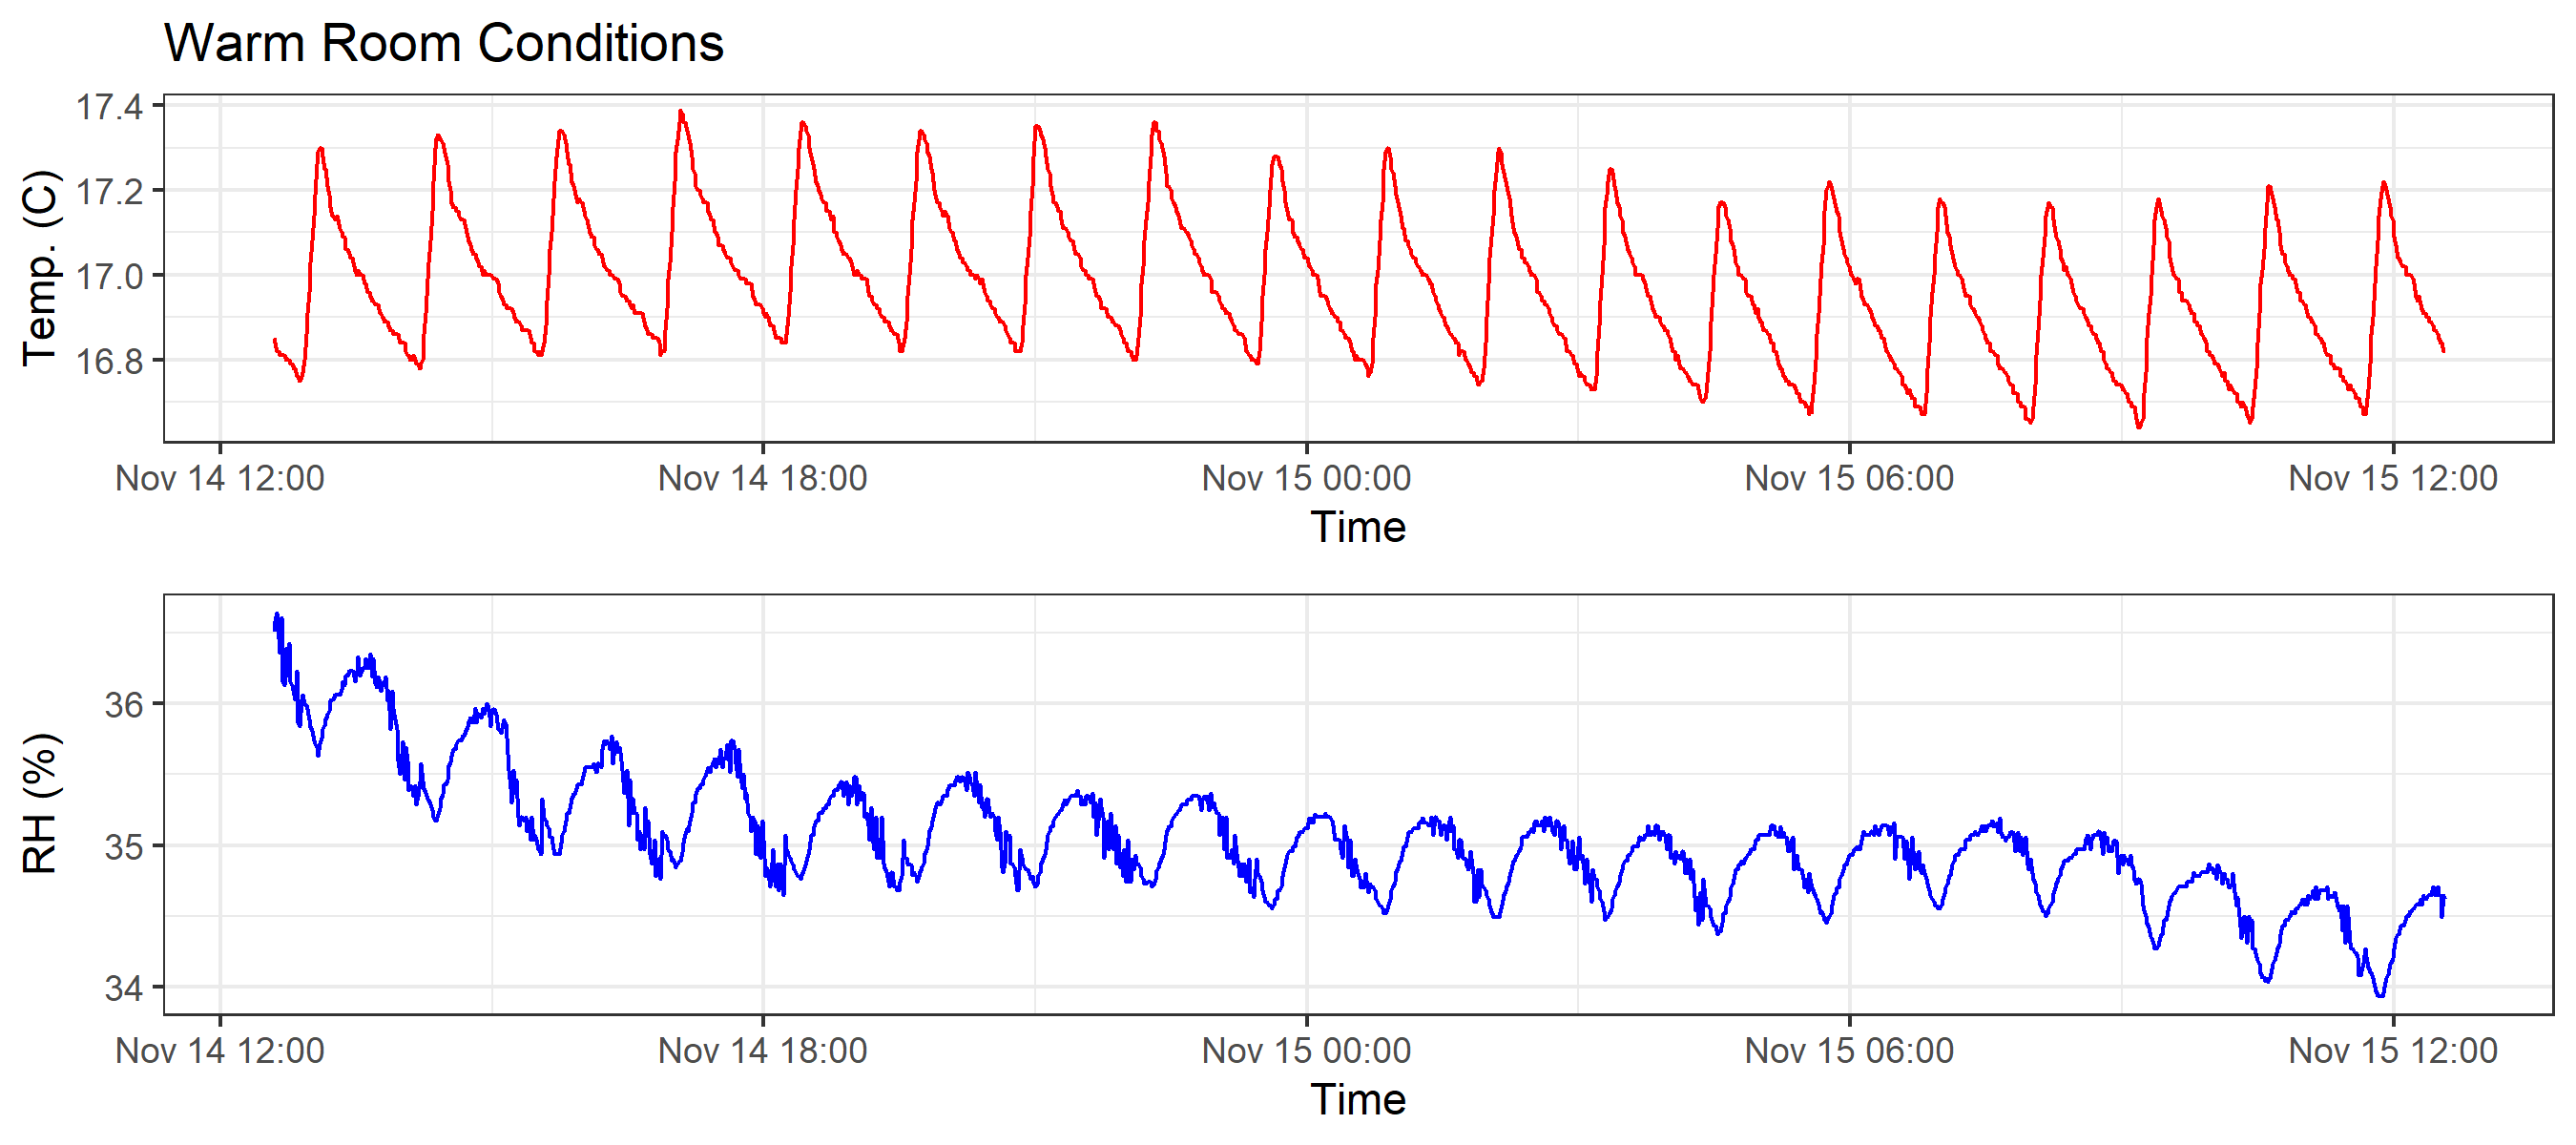 Warm Room Conditions
Temp. (C)
17.4
17.2
17.0
16.8
Nov 14 12:00 Nov 14 18:00 Nov 15 00:00 Nov 15 06:00 Nov 15 12:00
Time
RH (%)
36
35
34
Nov 14 12:00 Nov 14 18:00 Nov 15 00:00 Nov 15 06:00 Nov 15 12:00
Time